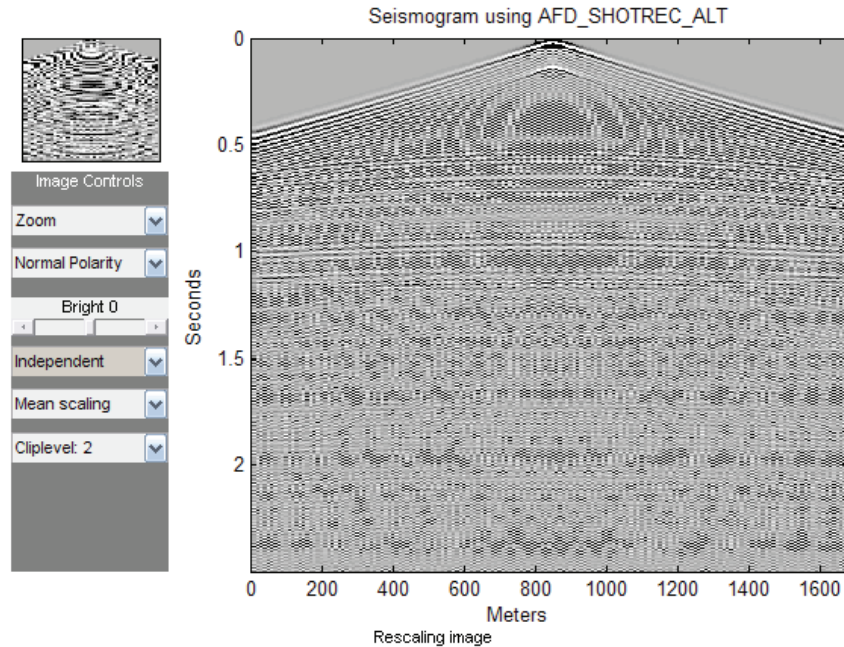 Seismogram using AFD_SHOTREC_ALT
Image Controls
Zoom
Normal Polarity
Bright 0
Independent
Mean scaling
Cliplevel: 2
Seconds
0
0.5
1
1.5
2
0 200 400 600 800 1000 1200 1400 1600
Meters
Rescaling image